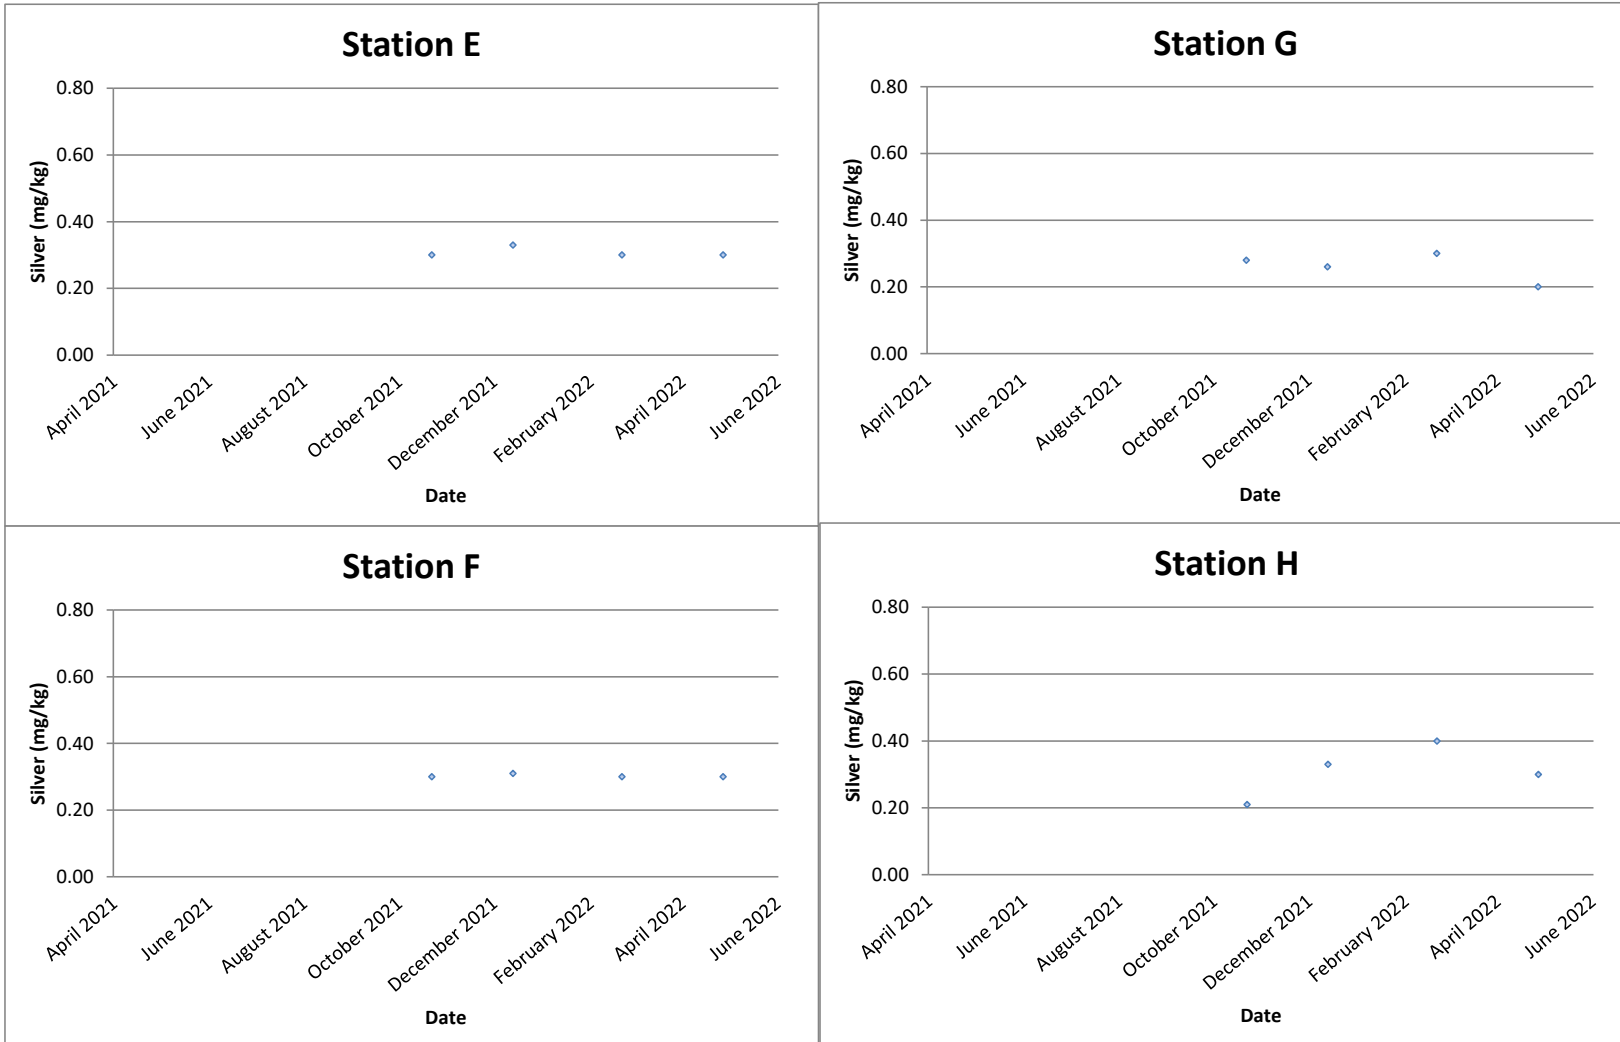 Station E
0.80
0.60
0.40
0.20
0.00
Silver (mg/kg)
April 2021
June 2021
August 2021
October 2021
December 2021
February 2022
April 2022
June 2022
Date
Station G
0.80
0.60
0.40
0.20
0.00
Silver (mg/kg)
April 2021
June 2021
August 2021
October 2021
December 2021
February 2022
April 2022
June 2022
Date
Station F
0.80
0.60
0.40
0.20
0.00
Silver (mg/kg)
April 2021
June 2021
August 2021
October 2021
December 2021
February 2022
April 2022
June 2022
Date
Station H
0.80
0.60
0.40
0.20
0.00
Silver (mg/kg)
April 2021
June 2021
August 2021
October 2021
December 2021
February 2022
April 2022
June 2022
Date